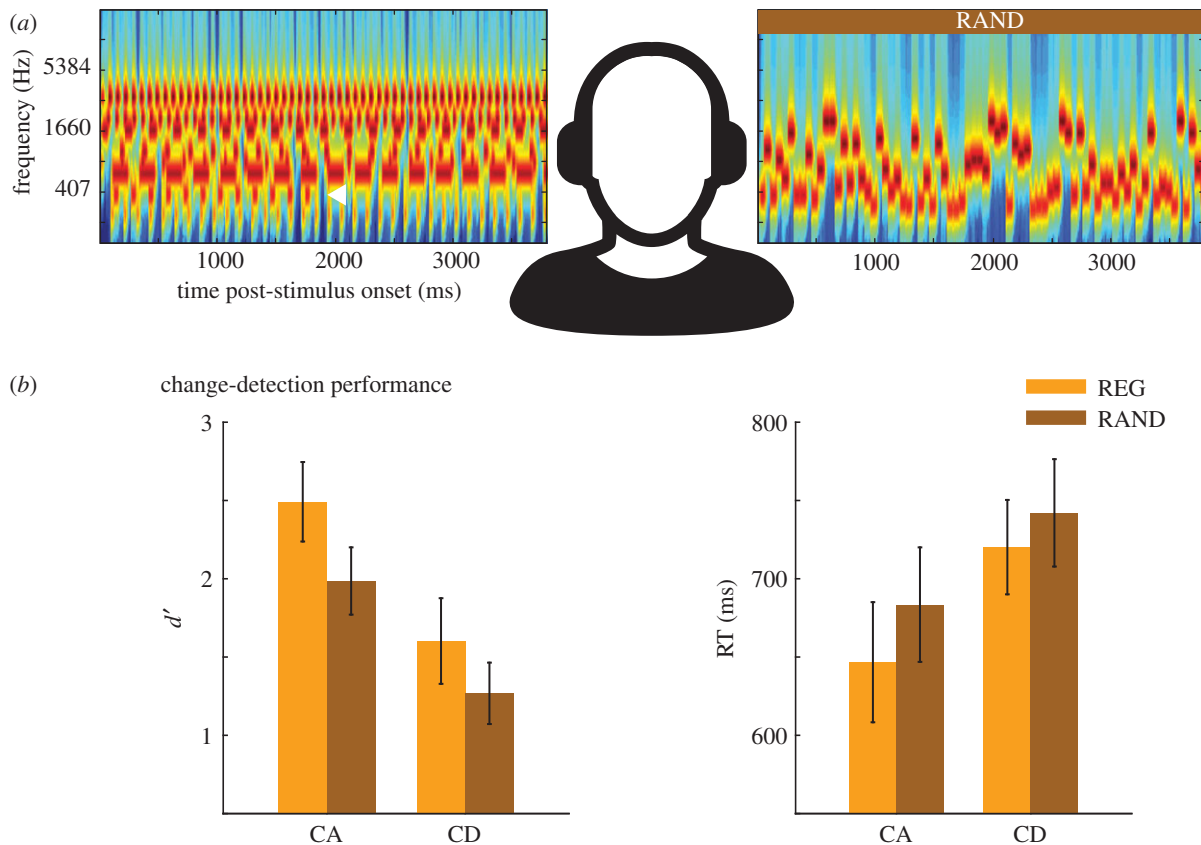 (a)
RAND
frequency (Hz)
5384
1660
407
1000 2000 3000
time post-stimulus onset (ms)
1000 2000 3000
(b)
change-detection performance
REG
RAND
3
2
1
d′
CA CD
800
700
600
RT (ms)
CA CD